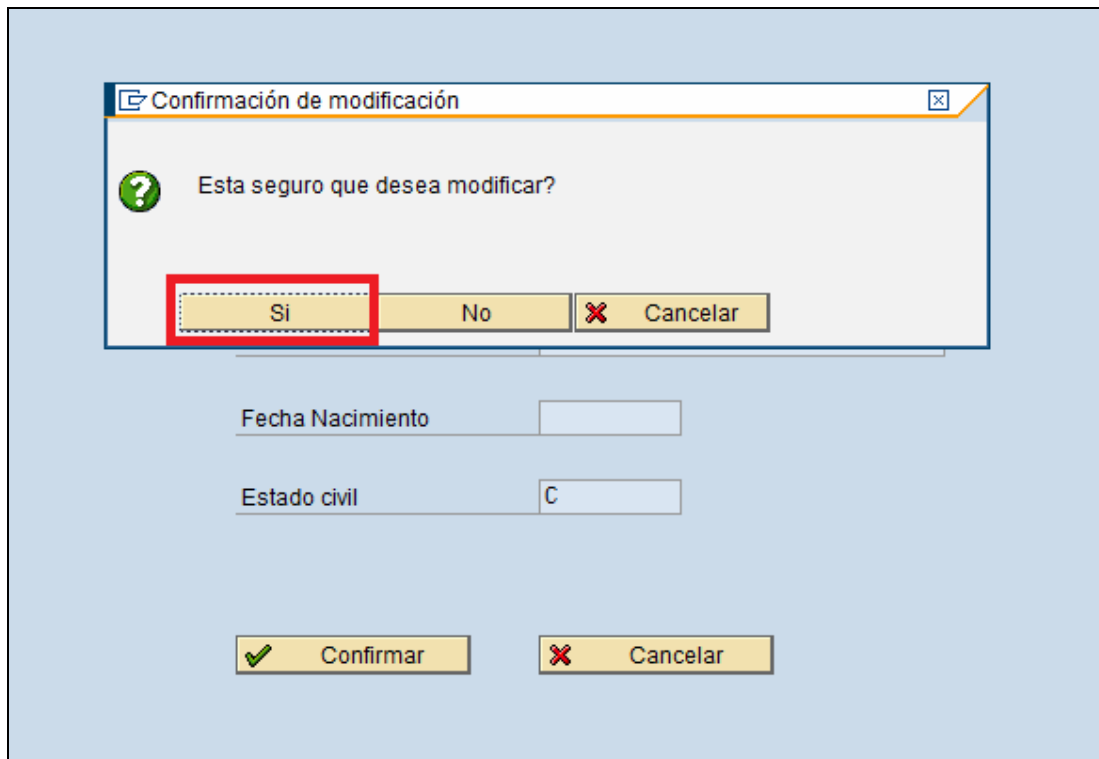 Confirmación de modificación
Esta seguro que desea modificar?
Si No Cancelar
Fecha Nacimiento
Estado civil C
Confirmar Cancelar